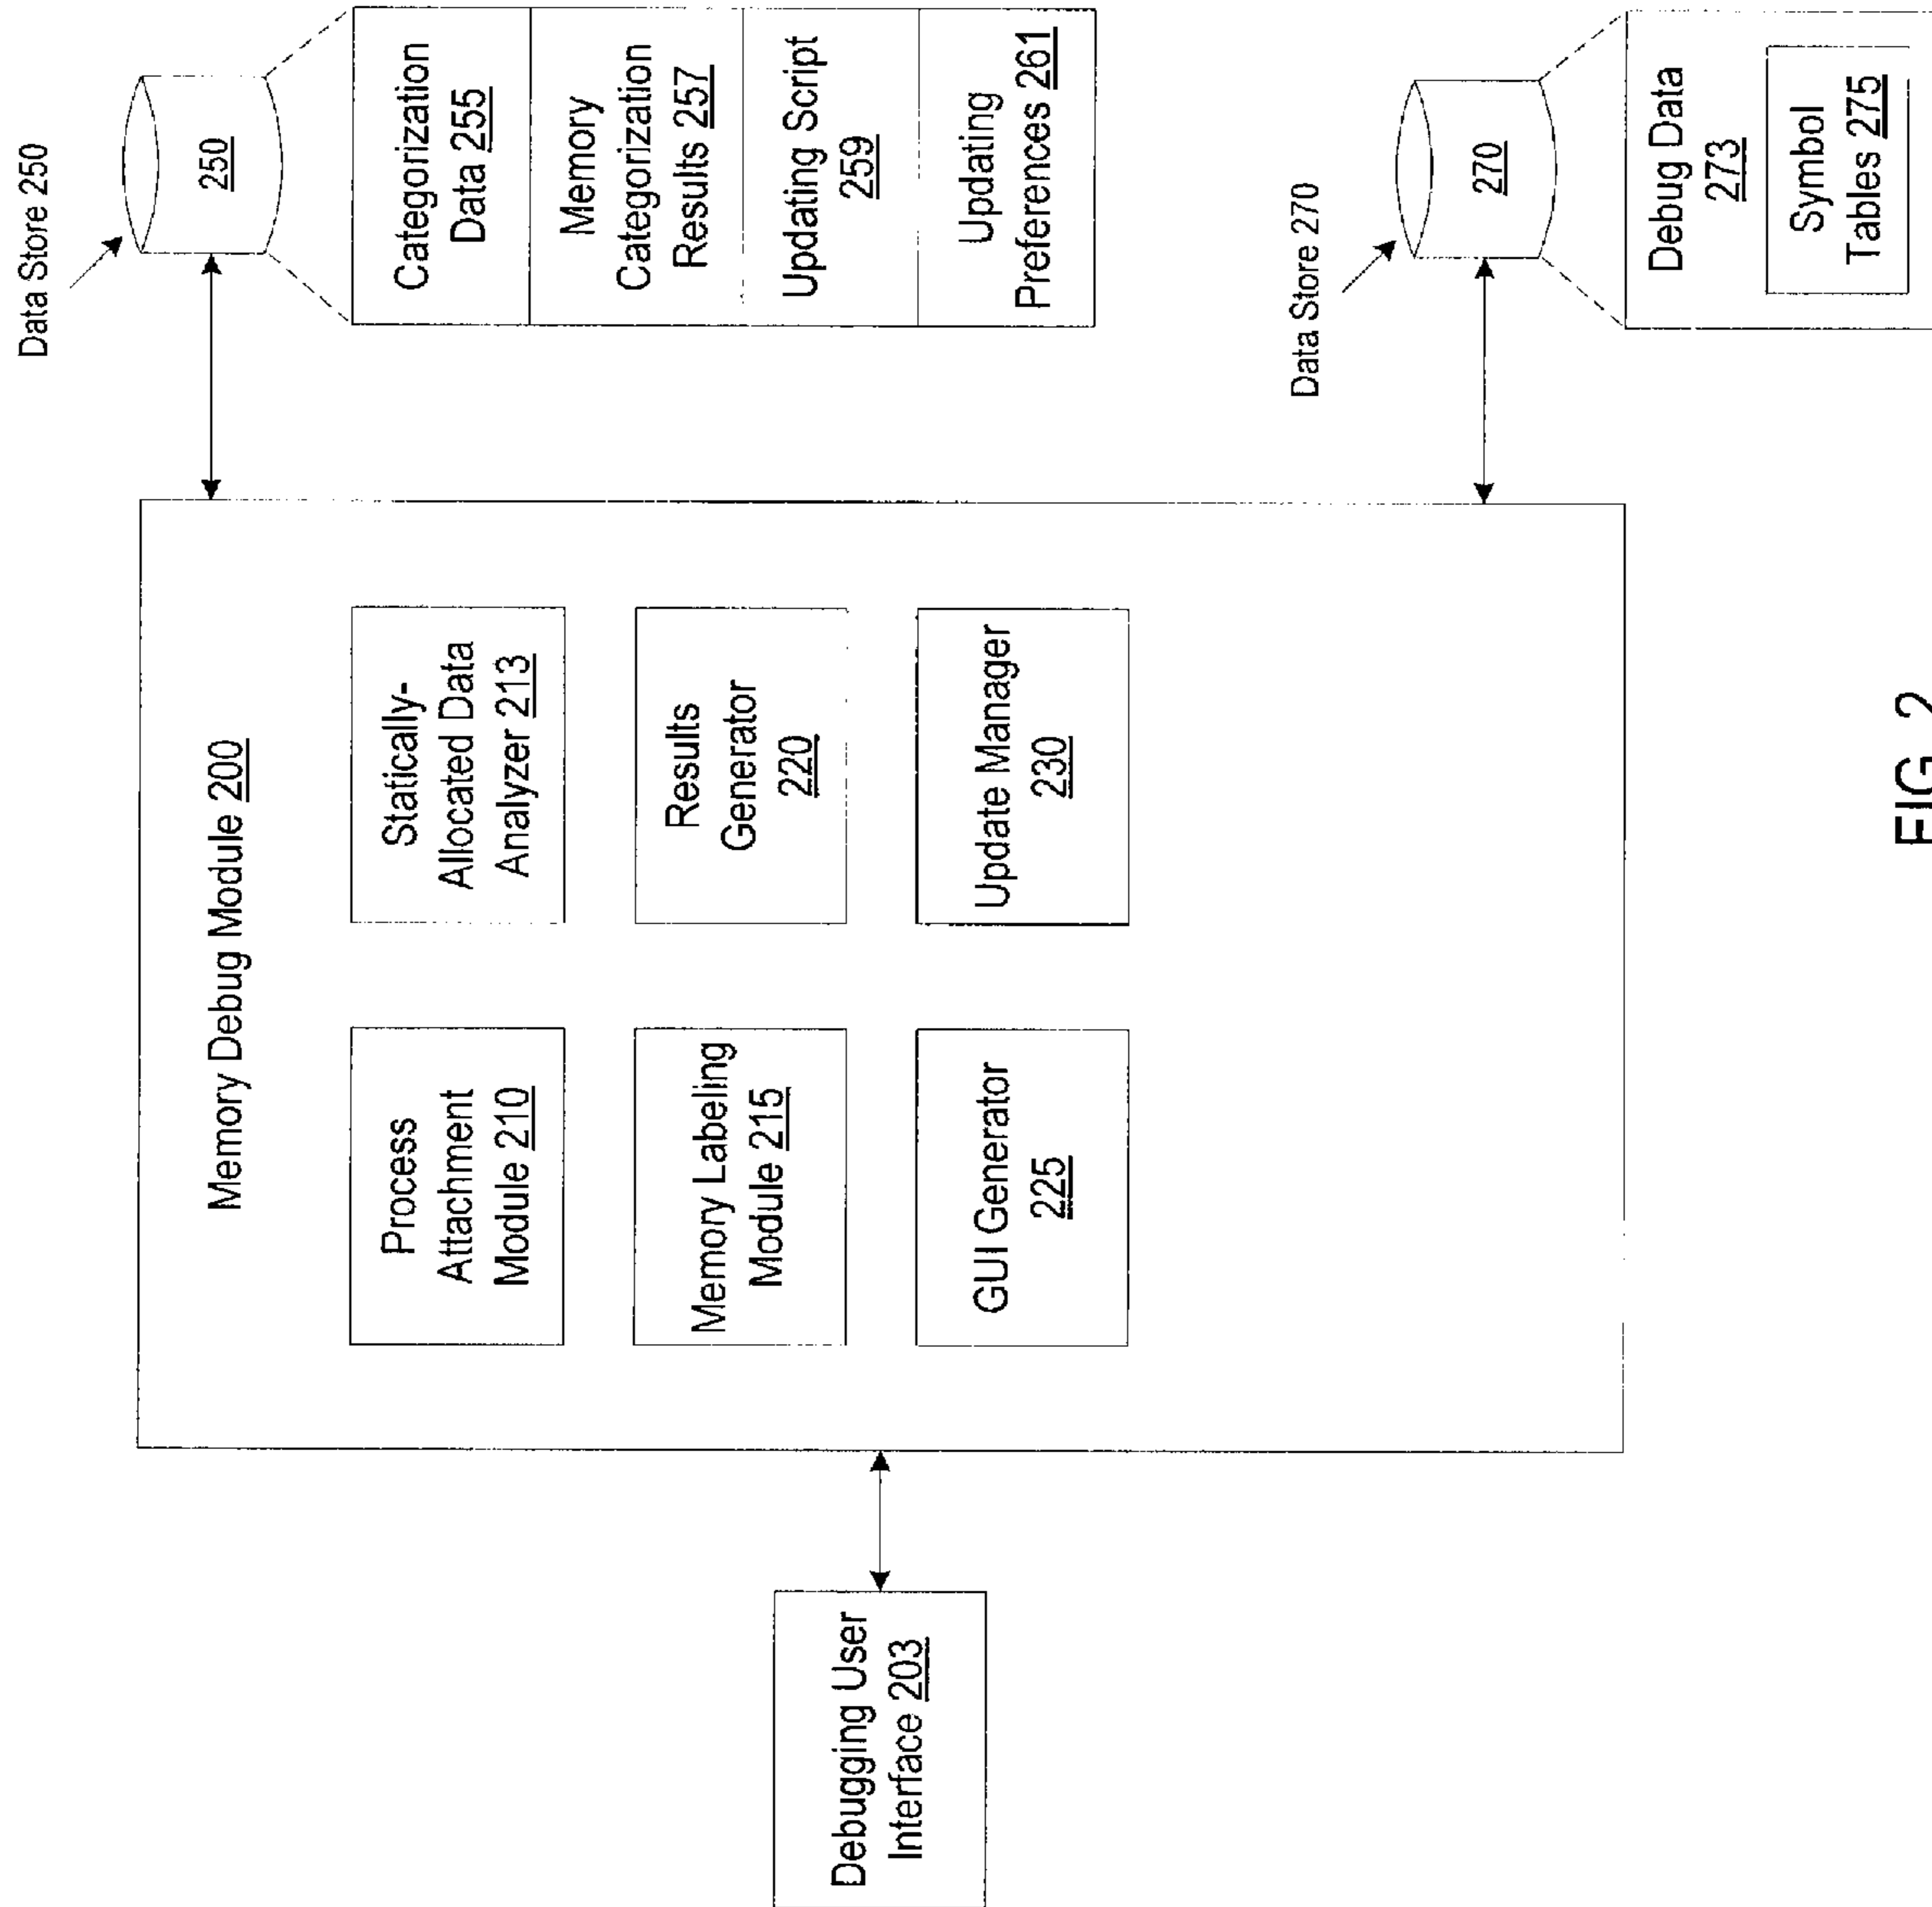 Data Store 250
250
Categorization
Data 255
Memory
Categorization
Results 257
Updating Script
259
Updating
Preferences 261
Memory Debug Module 200
Process
Attachment
Module 210
Statically-
Allocated Data
Analyzer 213
Memory Labeling
Module 215
Results
Generator
220
GUI Generator
225
Update Manager
230
Debugging User
Interface 203
Data Store 270
270
Debug Data
273
Symbol
Tables 275
FIG. 2